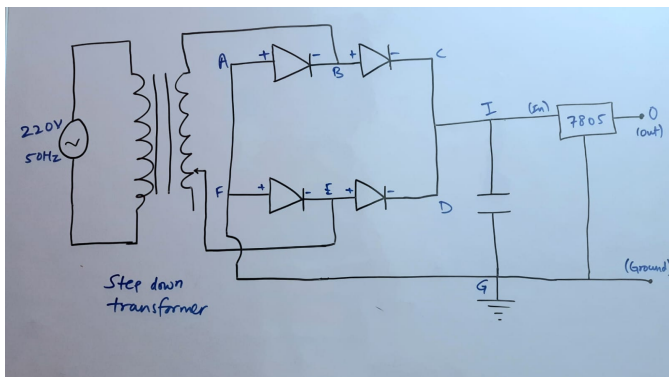 A
+
-
B
+
-
C
220V
50Hz
~
I
(In)
7805
O
(out)
F
+
-
E
+
-
D
G
(Ground)
Step down
transformer